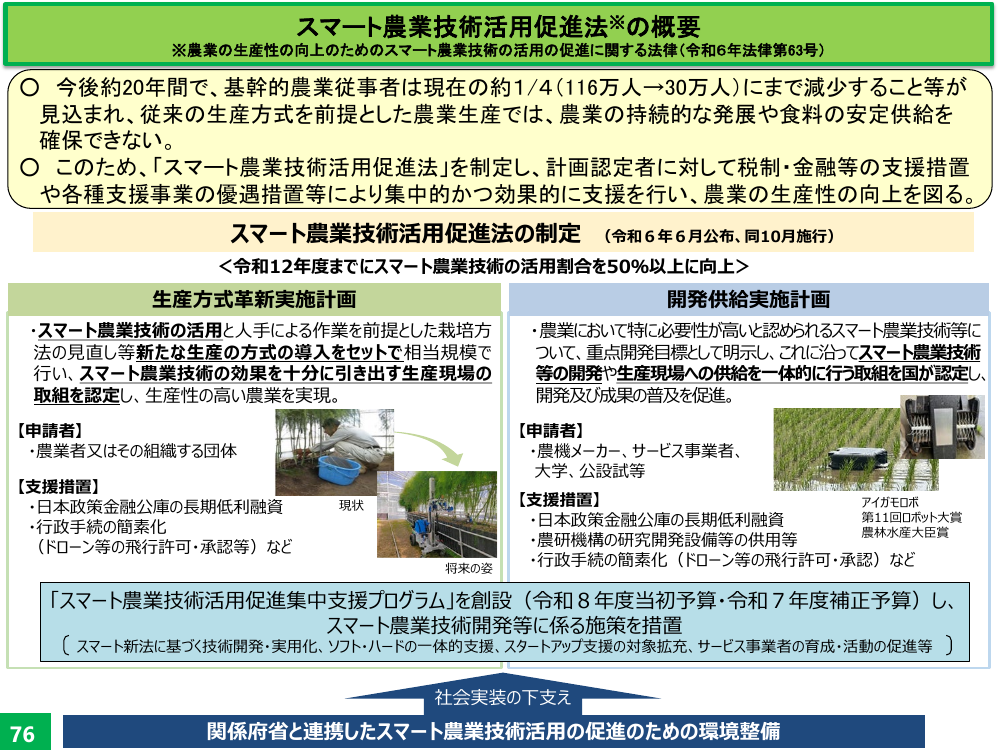 スマート農業技術活用促進法※の概要
※農業の生産性の向上のためのスマート農業技術の活用の促進に関する法律（令和６年法律第63号）
○　今後約20年間で、基幹的農業従事者は現在の約１/４（116万人→30万人）にまで減少すること等が
見込まれ、従来の生産方式を前提とした農業生産では、農業の持続的な発展や食料の安定供給を
確保できない。
○　このため、「スマート農業技術活用促進法」を制定し、計画認定者に対して税制・金融等の支援措置
や各種支援事業の優遇措置等により集中的かつ効果的に支援を行い、農業の生産性の向上を図る。
スマート農業技術活用促進法の制定　（令和６年６月公布、同10月施行）
＜令和12年度までにスマート農業技術の活用割合を50％以上に向上＞
生産方式革新実施計画
・スマート農業技術の活用と人手による作業を前提とした栽培方
法の見直し等新たな生産の方式の導入をセットで相当規模で
行い、スマート農業技術の効果を十分に引き出す生産現場の
取組を認定し、生産性の高い農業を実現。
【申請者】
・農業者又はその組織する団体
【支援措置】
・日本政策金融公庫の長期低利融資
・行政手続の簡素化
（ドローン等の飛行許可・承認等）など
現状
将来の姿
開発供給実施計画
・農業において特に必要性が高いと認められるスマート農業技術等に
ついて、重点開発目標として明示し、これに沿ってスマート農業技術
等の開発や生産現場への供給を一体的に行う取組を国が認定し、
開発及び成果の普及を促進。
【申請者】
・農機メーカー、サービス事業者、
大学、公設試等
【支援措置】
・日本政策金融公庫の長期低利融資
・農研機構の研究開発設備等の供用等
・行政手続の簡素化（ドローン等の飛行許可・承認）など
アイガモロボ
第11回ロボット大賞
農林水産大臣賞
「スマート農業技術活用促進集中支援プログラム」を創設（令和８年度当初予算・令和７年度補正予算）し、
スマート農業技術開発等に係る施策を措置
〔 スマート新法に基づく技術開発・実用化、ソフト・ハードの一体的支援、スタートアップ支援の対象拡充、サービス事業者の育成・活動の促進等 〕
社会実装の下支え
関係府省と連携したスマート農業技術活用の促進のための環境整備
76